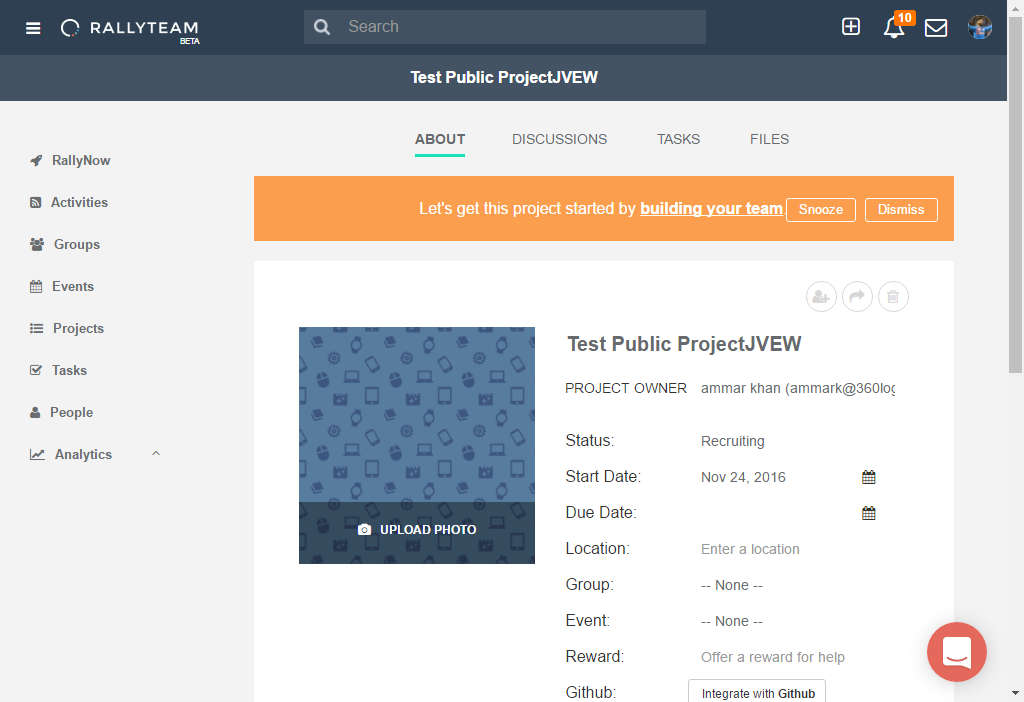 RALLYTEAM
BETA
Search
10
Test Public ProjectJVEW
ABOUT DISCUSSIONS TASKS FILES
RallyNow
Activities
Groups
Events
Projects
Tasks
People
Analytics
Let's get this project started by building your team
Snooze
Dismiss
UPLOAD PHOTO
Test Public ProjectJVEW
PROJECT OWNER ammar khan (ammark@360log
Status: Recruiting
Start Date: Nov 24, 2016
Due Date:
Location: Enter a location
Group: -- None --
Event: -- None --
Reward: Offer a reward for help
Github: Integrate with Github